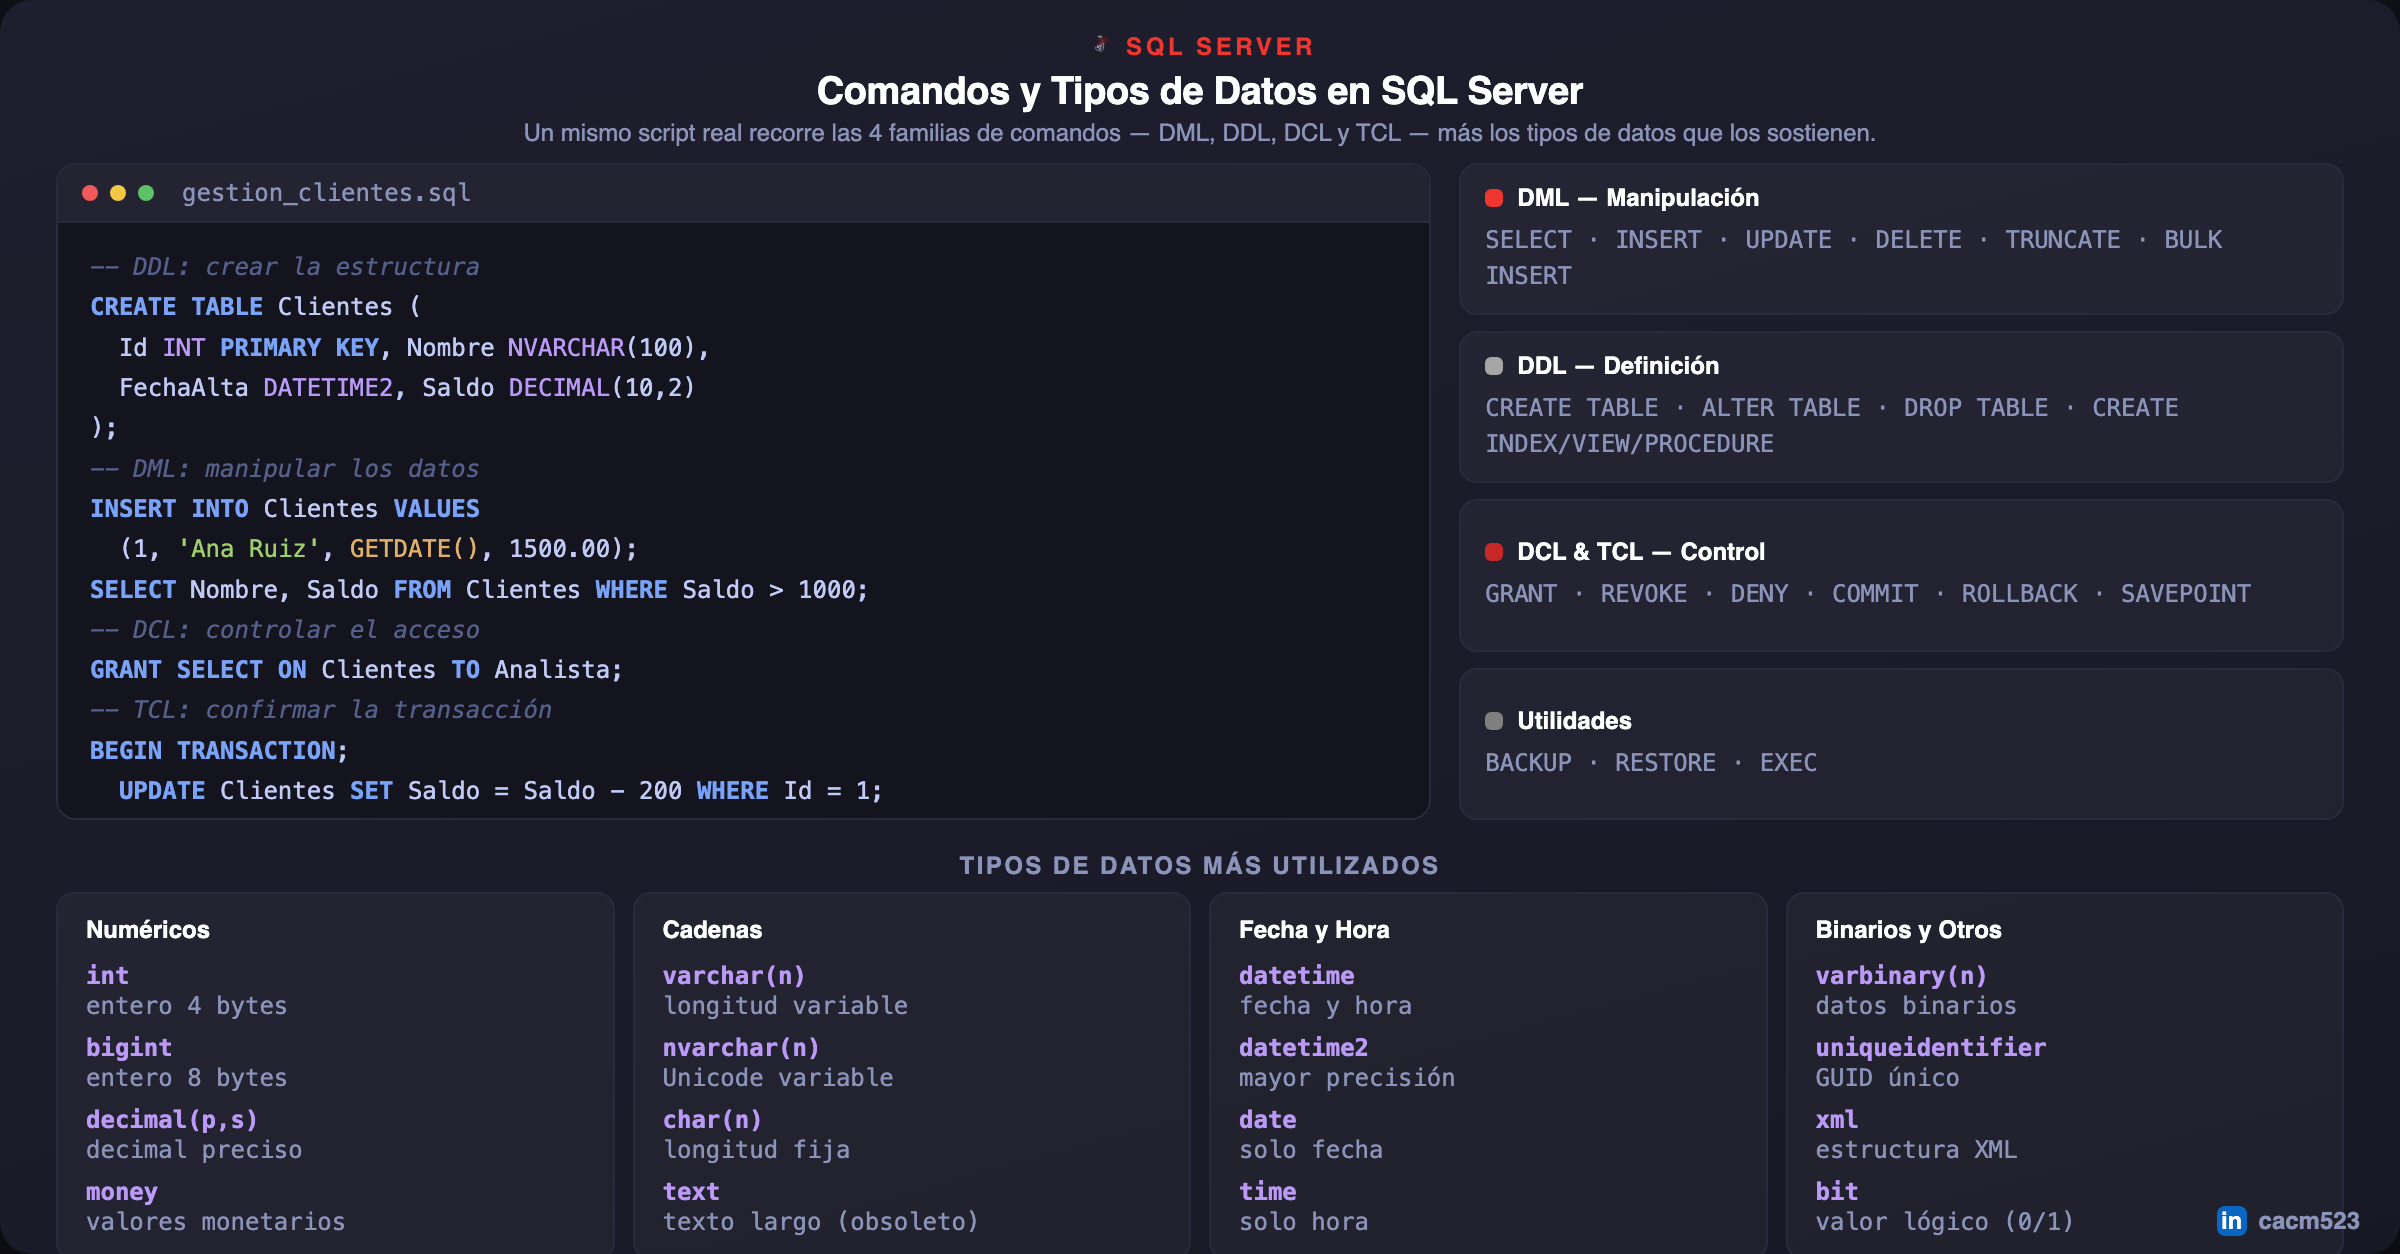 SQL SERVER
Comandos y Tipos de Datos en SQL Server
Un mismo script real recorre las 4 familias de comandos — DML, DDL, DCL y TCL — más los tipos de datos que los sostienen.
gestion_clientes.sql
-- DDL: crear la estructura
CREATE TABLE Clientes (
  Id INT PRIMARY KEY, Nombre NVARCHAR(100),
  FechaAlta DATETIME2, Saldo DECIMAL(10,2)
);
-- DML: manipular los datos
INSERT INTO Clientes VALUES
  (1, 'Ana Ruiz', GETDATE(), 1500.00);
SELECT Nombre, Saldo FROM Clientes WHERE Saldo > 1000;
-- DCL: controlar el acceso
GRANT SELECT ON Clientes TO Analista;
-- TCL: confirmar la transacción
BEGIN TRANSACTION;
  UPDATE Clientes SET Saldo = Saldo - 200 WHERE Id = 1;
DML — Manipulación
SELECT · INSERT · UPDATE · DELETE · TRUNCATE · BULK
INSERT
DDL — Definición
CREATE TABLE · ALTER TABLE · DROP TABLE · CREATE
INDEX/VIEW/PROCEDURE
DCL & TCL — Control
GRANT · REVOKE · DENY · COMMIT · ROLLBACK · SAVEPOINT
Utilidades
BACKUP · RESTORE · EXEC
TIPOS DE DATOS MÁS UTILIZADOS
Numéricos
int
entero 4 bytes
bigint
entero 8 bytes
decimal(p,s)
decimal preciso
money
valores monetarios
Cadenas
varchar(n)
longitud variable
nvarchar(n)
Unicode variable
char(n)
longitud fija
text
texto largo (obsoleto)
Fecha y Hora
datetime
fecha y hora
datetime2
mayor precisión
date
solo fecha
time
solo hora
Binarios y Otros
varbinary(n)
datos binarios
uniqueidentifier
GUID único
xml
estructura XML
bit
valor lógico (0/1)
in cacm523